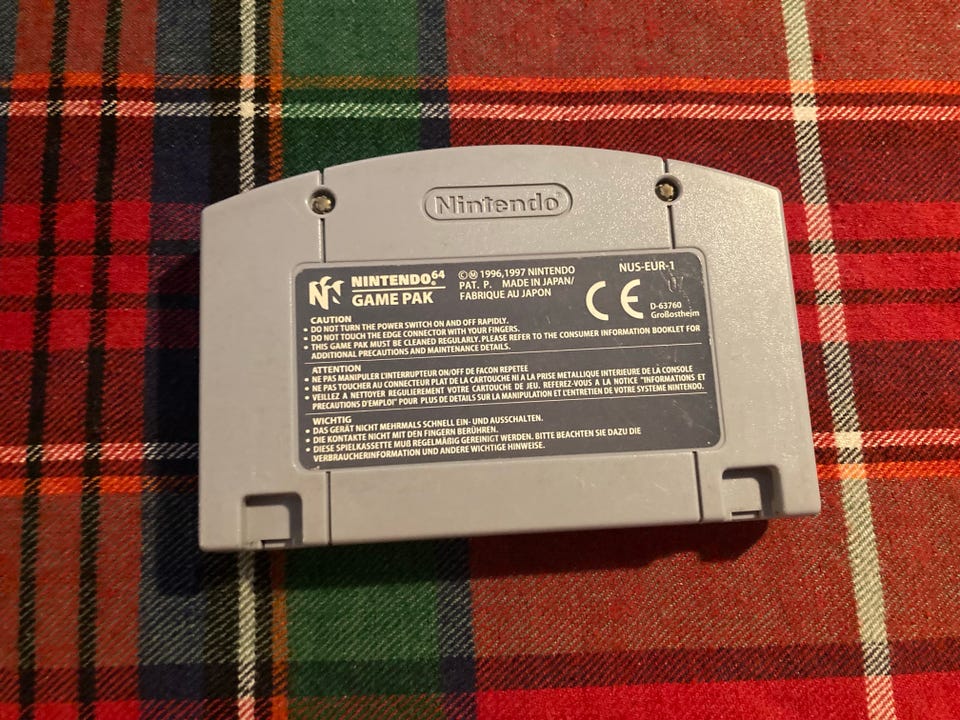 Nintendo
NINTENDO64
GAME PAK
©Ⓜ 1996,1997 NINTENDO
PAT. P. MADE IN JAPAN/
FABRIQUE AU JAPON
NUS-EUR-1
07
CE
D-63760
Großostheim
CAUTION
• DO NOT TURN THE POWER SWITCH ON AND OFF RAPIDLY.
• DO NOT TOUCH THE EDGE CONNECTOR WITH YOUR FINGERS.
• THIS GAME PAK MUST BE CLEANED REGULARLY. PLEASE REFER TO THE CONSUMER INFORMATION BOOKLET FOR
ADDITIONAL PRECAUTIONS AND MAINTENANCE DETAILS.
ATTENTION
• NE PAS MANIPULER L'INTERRUPTEUR ON/OFF DE FACON REPETEE
• NE PAS TOUCHER AU CONNECTEUR PLAT DE LA CARTOUCHE NI A LA PRISE METALLIQUE INTERIEURE DE LA CONSOLE
• VEILLEZ A NETTOYER REGULIEREMENT VOTRE CARTOUCHE DE JEU. REFEREZ-VOUS A LA NOTICE "INFORMATIONS ET
PRECAUTIONS D'EMPLOI" POUR PLUS DE DETAILS SUR LA MANIPULATION ET L'ENTRETIEN DE VOTRE SYSTEME NINTENDO.
WICHTIG
• DAS GERÄT NICHT MEHRMALS SCHNELL EIN- UND AUSSCHALTEN.
• DIE KONTAKTE NICHT MIT DEN FINGERN BERÜHREN.
• DIESE SPIELKASSETTE MUß REGELMÄßIG GEREINIGT WERDEN. BITTE BEACHTEN SIE DAZU DIE
VERBRAUCHERINFORMATION UND ANDERE WICHTIGE HINWEISE.